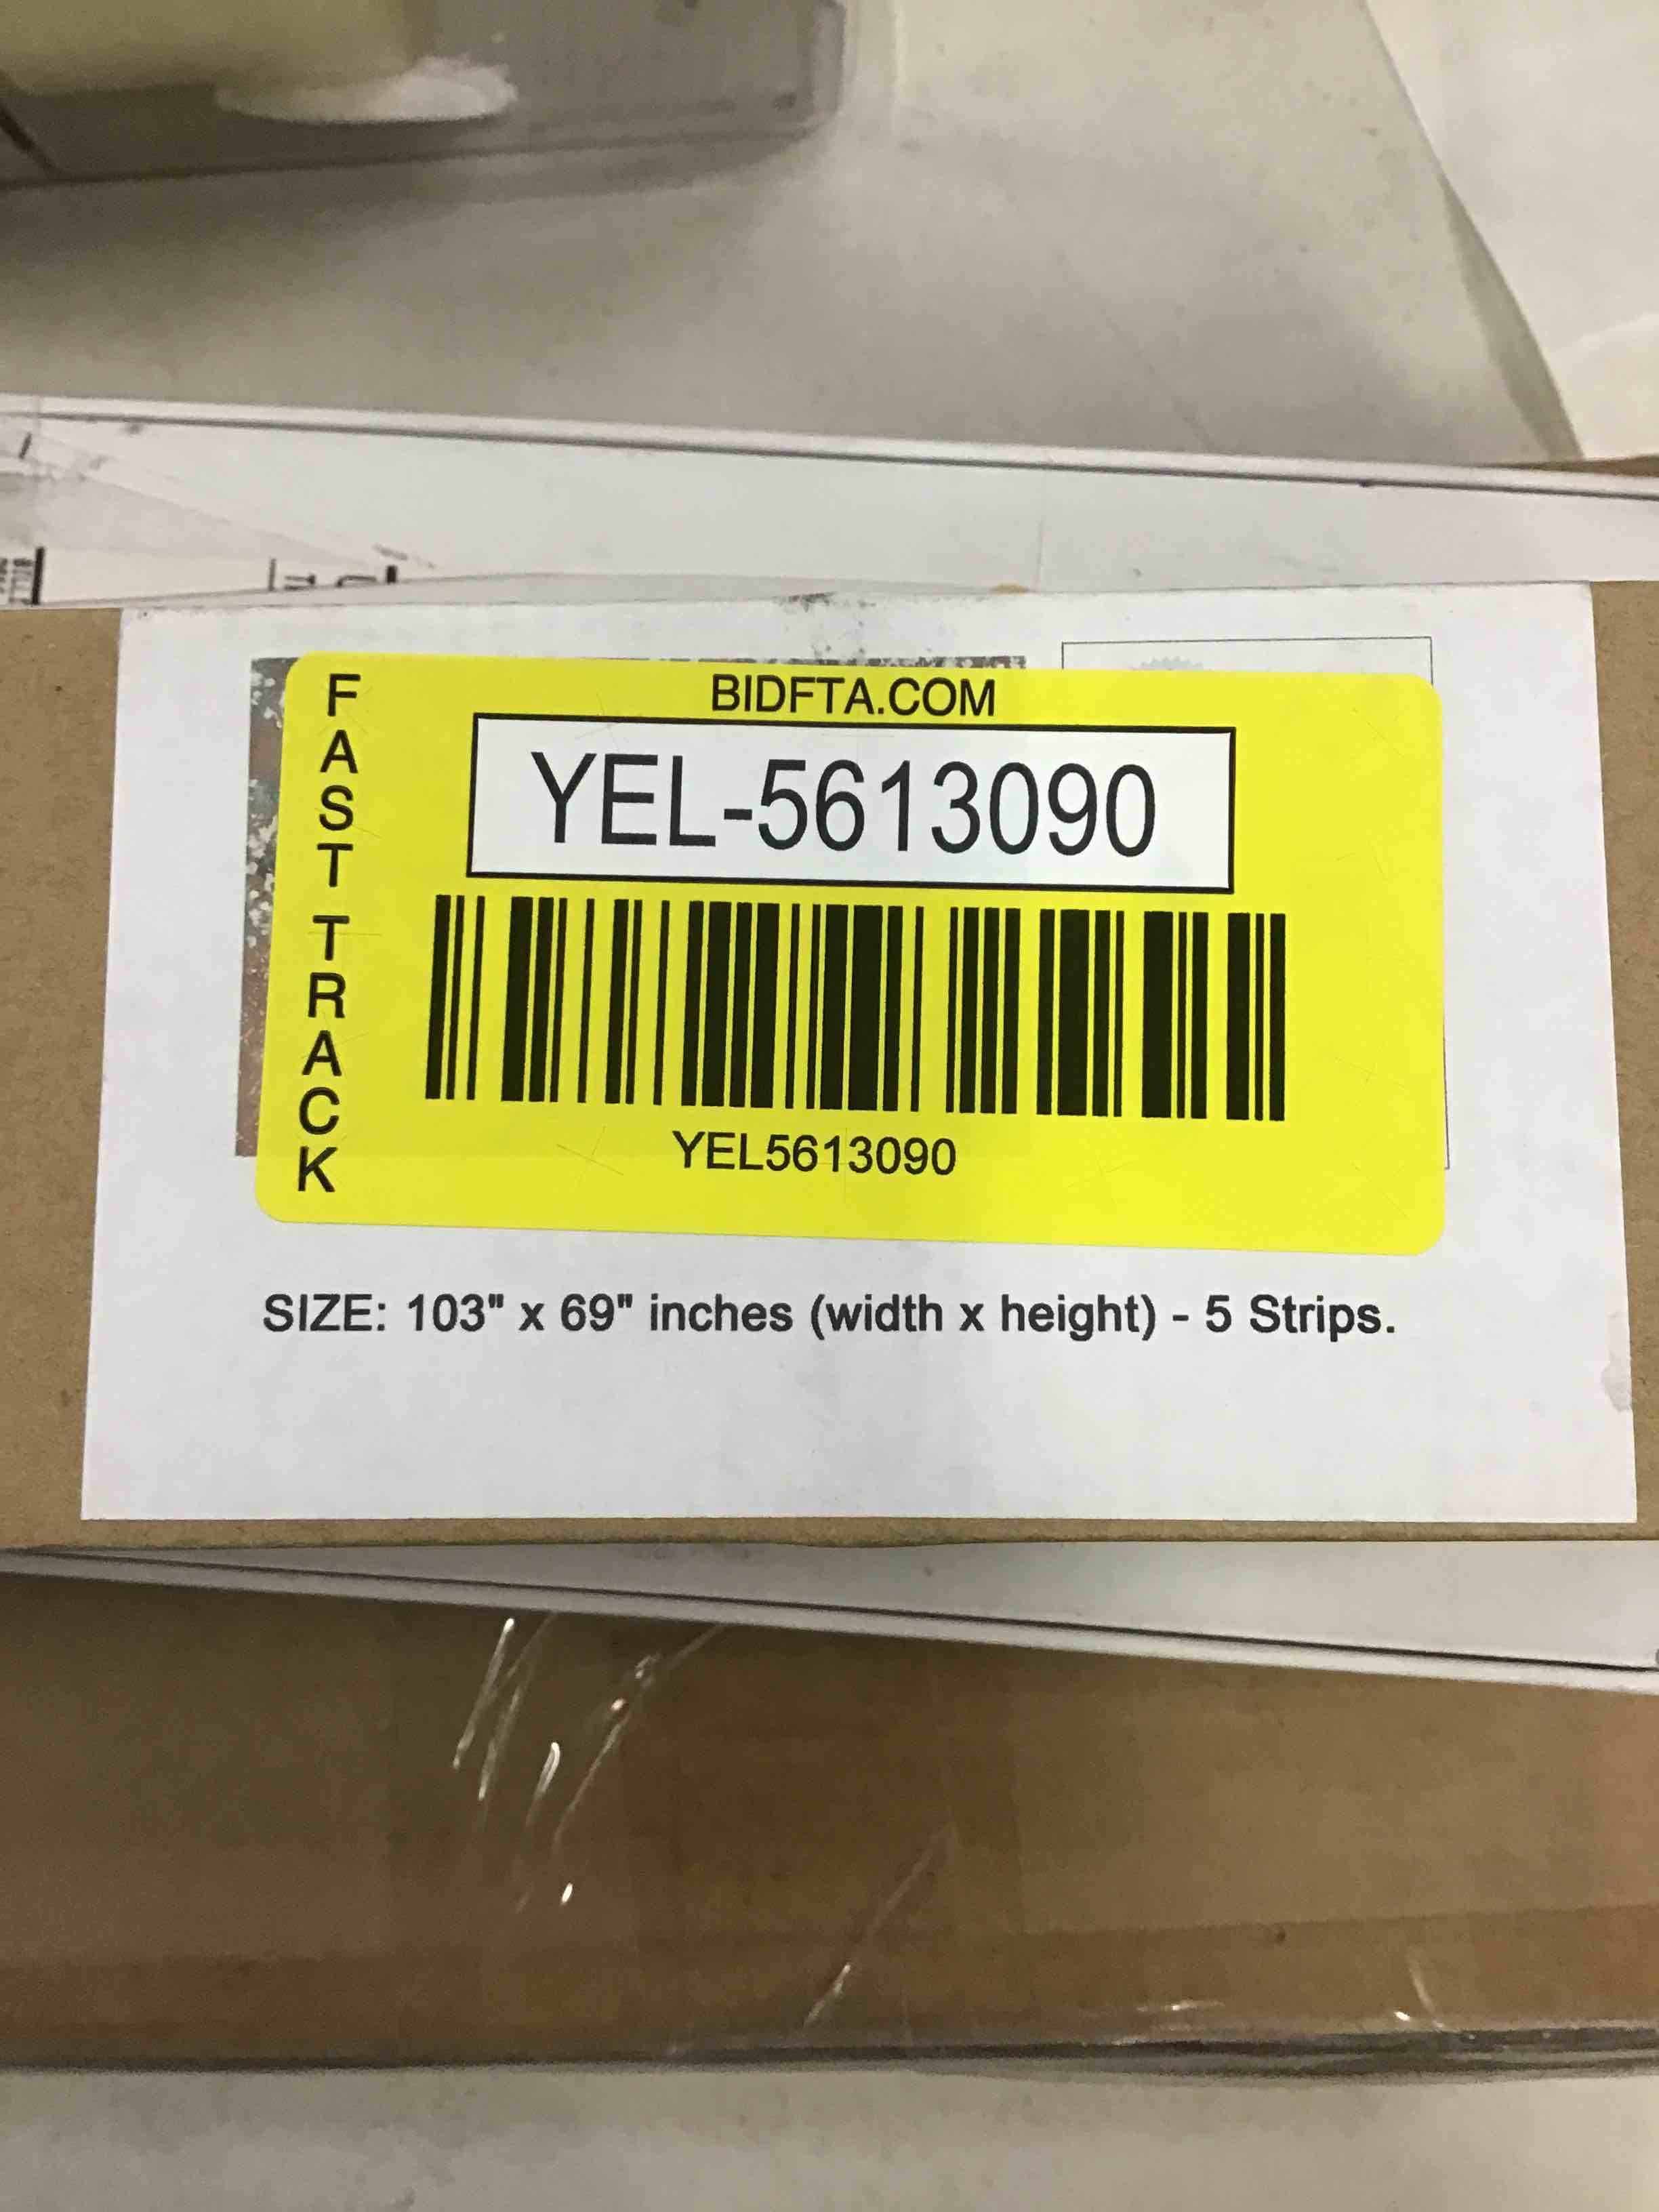 BIDFTA.COM
FAST TRACK
YEL-5613090
YEL5613090
SIZE: 103" x 69" inches (width x height) - 5 Strips.